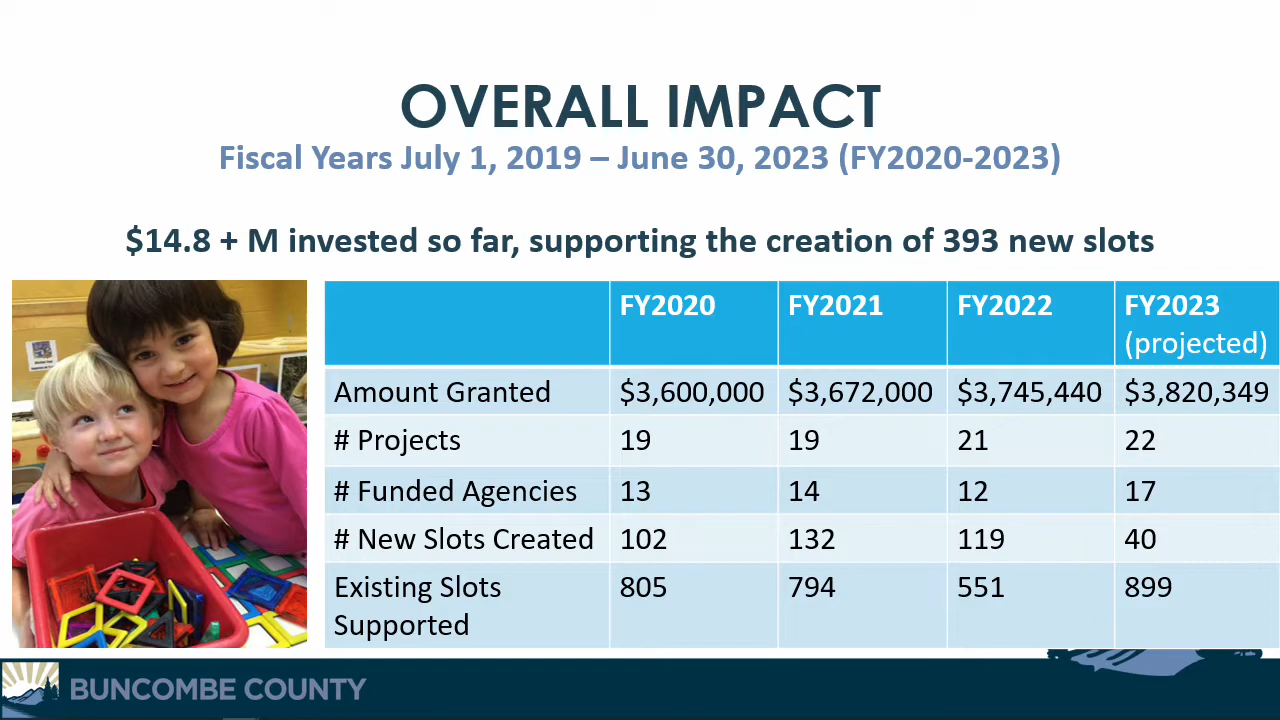 OVERALL IMPACT
Fiscal Years July 1, 2019 – June 30, 2023 (FY2020-2023)
$14.8 + M invested so far, supporting the creation of 393 new slots
FY2020 FY2021 FY2022 FY2023
(projected)
Amount Granted $3,600,000 $3,672,000 $3,745,440 $3,820,349
# Projects 19 19 21 22
# Funded Agencies 13 14 12 17
# New Slots Created 102 132 119 40
Existing Slots 805 794 551 899
Supported
BUNCOMBE COUNTY